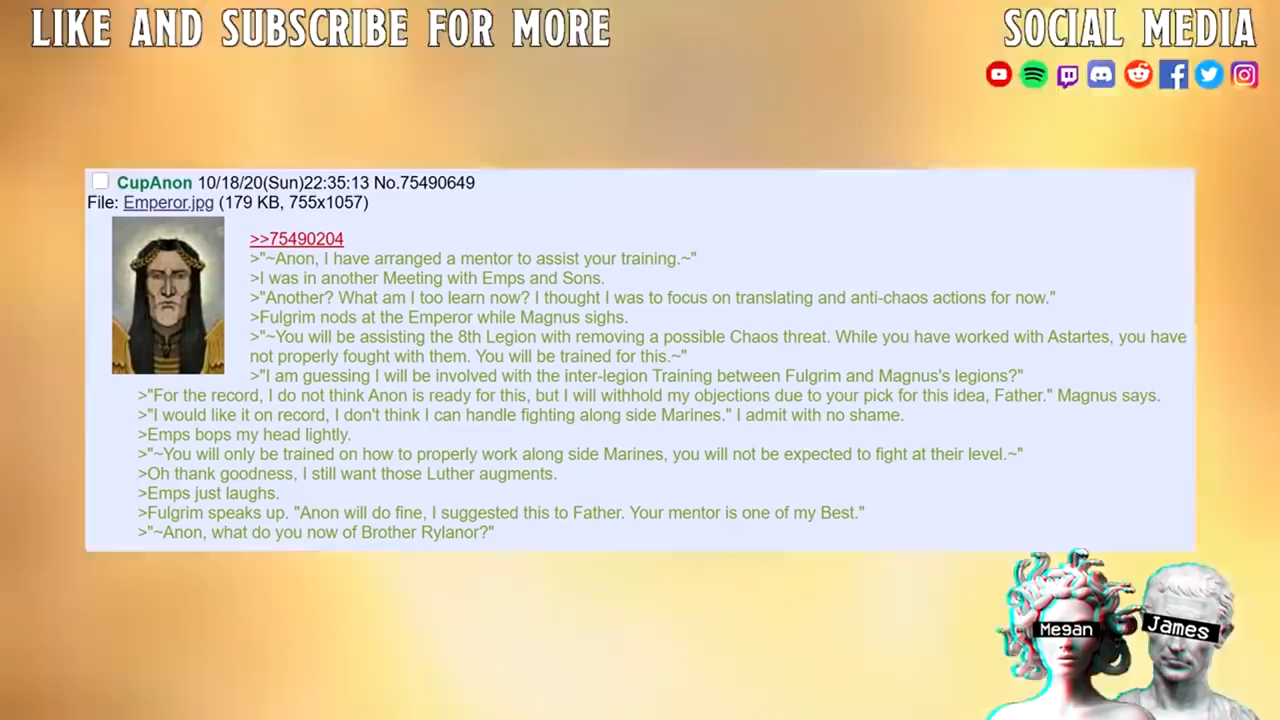 LIKE AND SUBSCRIBE FOR MORE
SOCIAL MEDIA
CupAnon 10/18/20(Sun)22:35:13 No.75490649
File: Emperor.jpg (179 KB, 755x1057)
>>75490204
>"~Anon, I have arranged a mentor to assist your training.~"
>I was in another Meeting with Emps and Sons.
>"Another? What am I too learn now? I thought I was to focus on translating and anti-chaos actions for now."
>Fulgrim nods at the Emperor while Magnus sighs.
>"~You will be assisting the 8th Legion with removing a possible Chaos threat. While you have worked with Astartes, you have
not properly fought with them. You will be trained for this.~"
>"I am guessing I will be involved with the inter-legion Training between Fulgrim and Magnus's legions?"
>"For the record, I do not think Anon is ready for this, but I will withhold my objections due to your pick for this idea, Father." Magnus says.
>"I would like it on record, I don't think I can handle fighting along side Marines." I admit with no shame.
>Emps bops my head lightly.
>"~You will only be trained on how to properly work along side Marines, you will not be expected to fight at their level.~"
>Oh thank goodness, I still want those Luther augments.
>Emps just laughs.
>Fulgrim speaks up. "Anon will do fine, I suggested this to Father. Your mentor is one of my Best."
>"~Anon, what do you now of Brother Rylanor?"
Megan
James